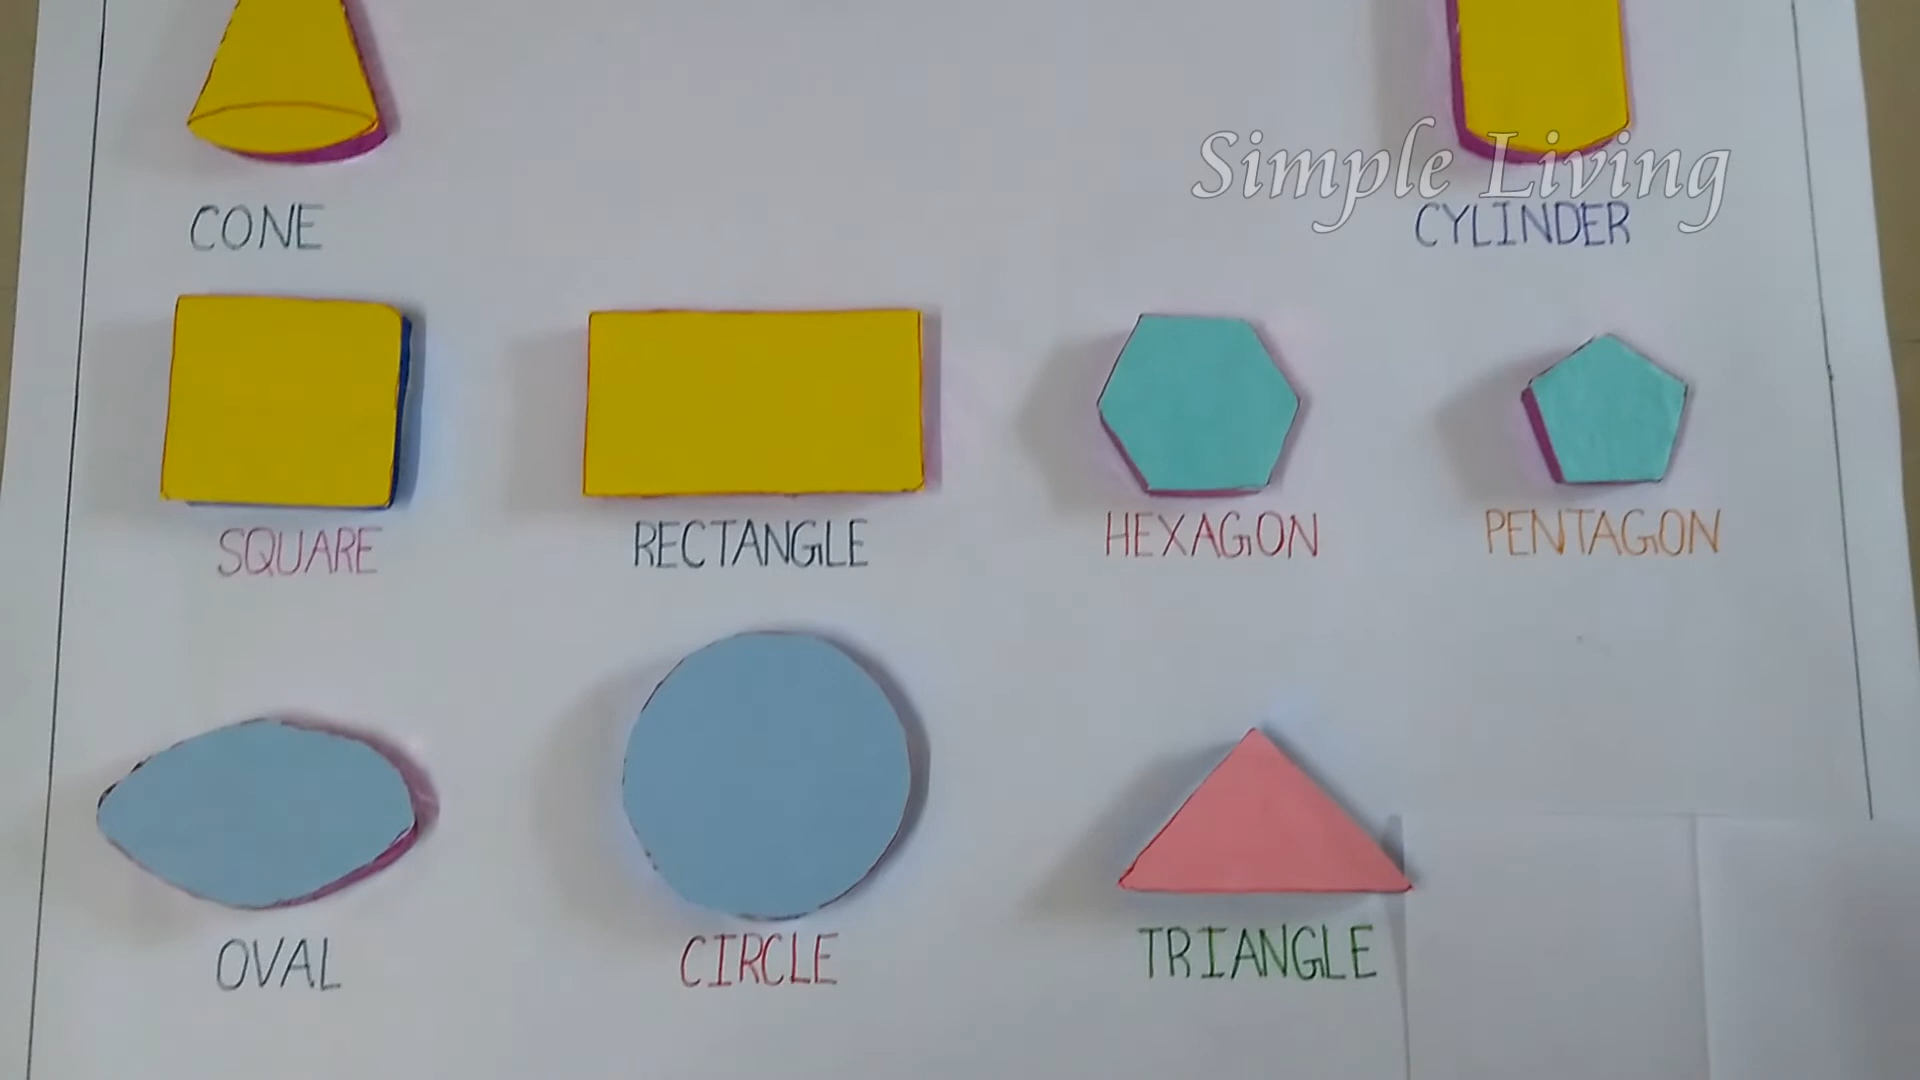 Simple Living
CONE
CYLINDER
SQUARE
RECTANGLE
HEXAGON
PENTAGON
OVAL
CIRCLE
TRIANGLE